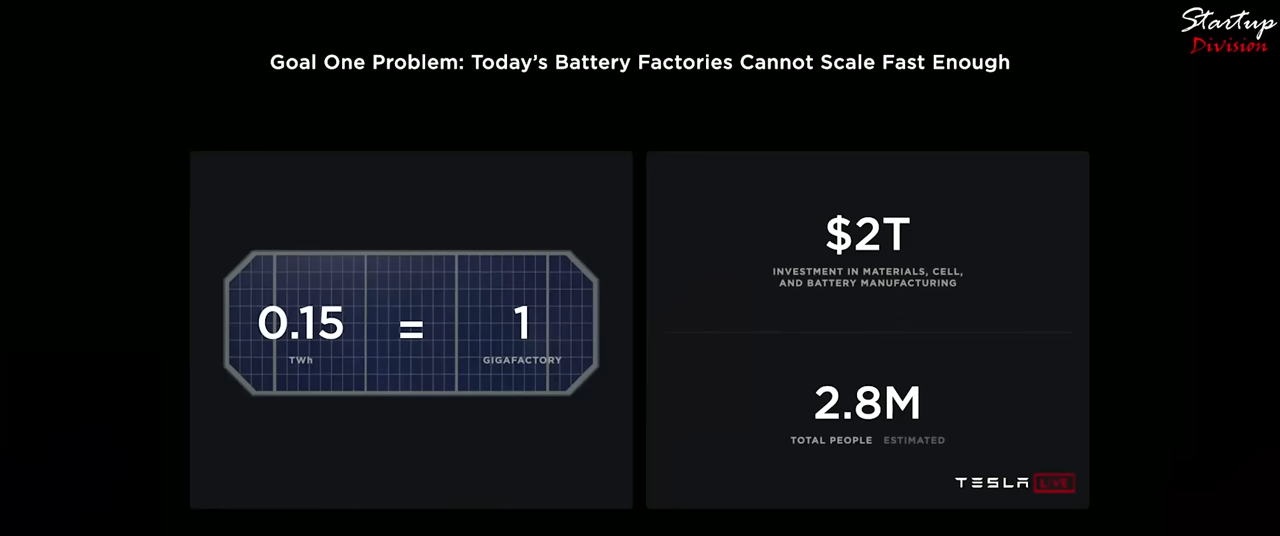 Startup
Division
Goal One Problem: Today's Battery Factories Cannot Scale Fast Enough
0.15 = 1
TWh GIGAFACTORY
$2T
INVESTMENT IN MATERIALS, CELL,
AND BATTERY MANUFACTURING
2.8M
TOTAL PEOPLE ESTIMATED
TESLA LIVE